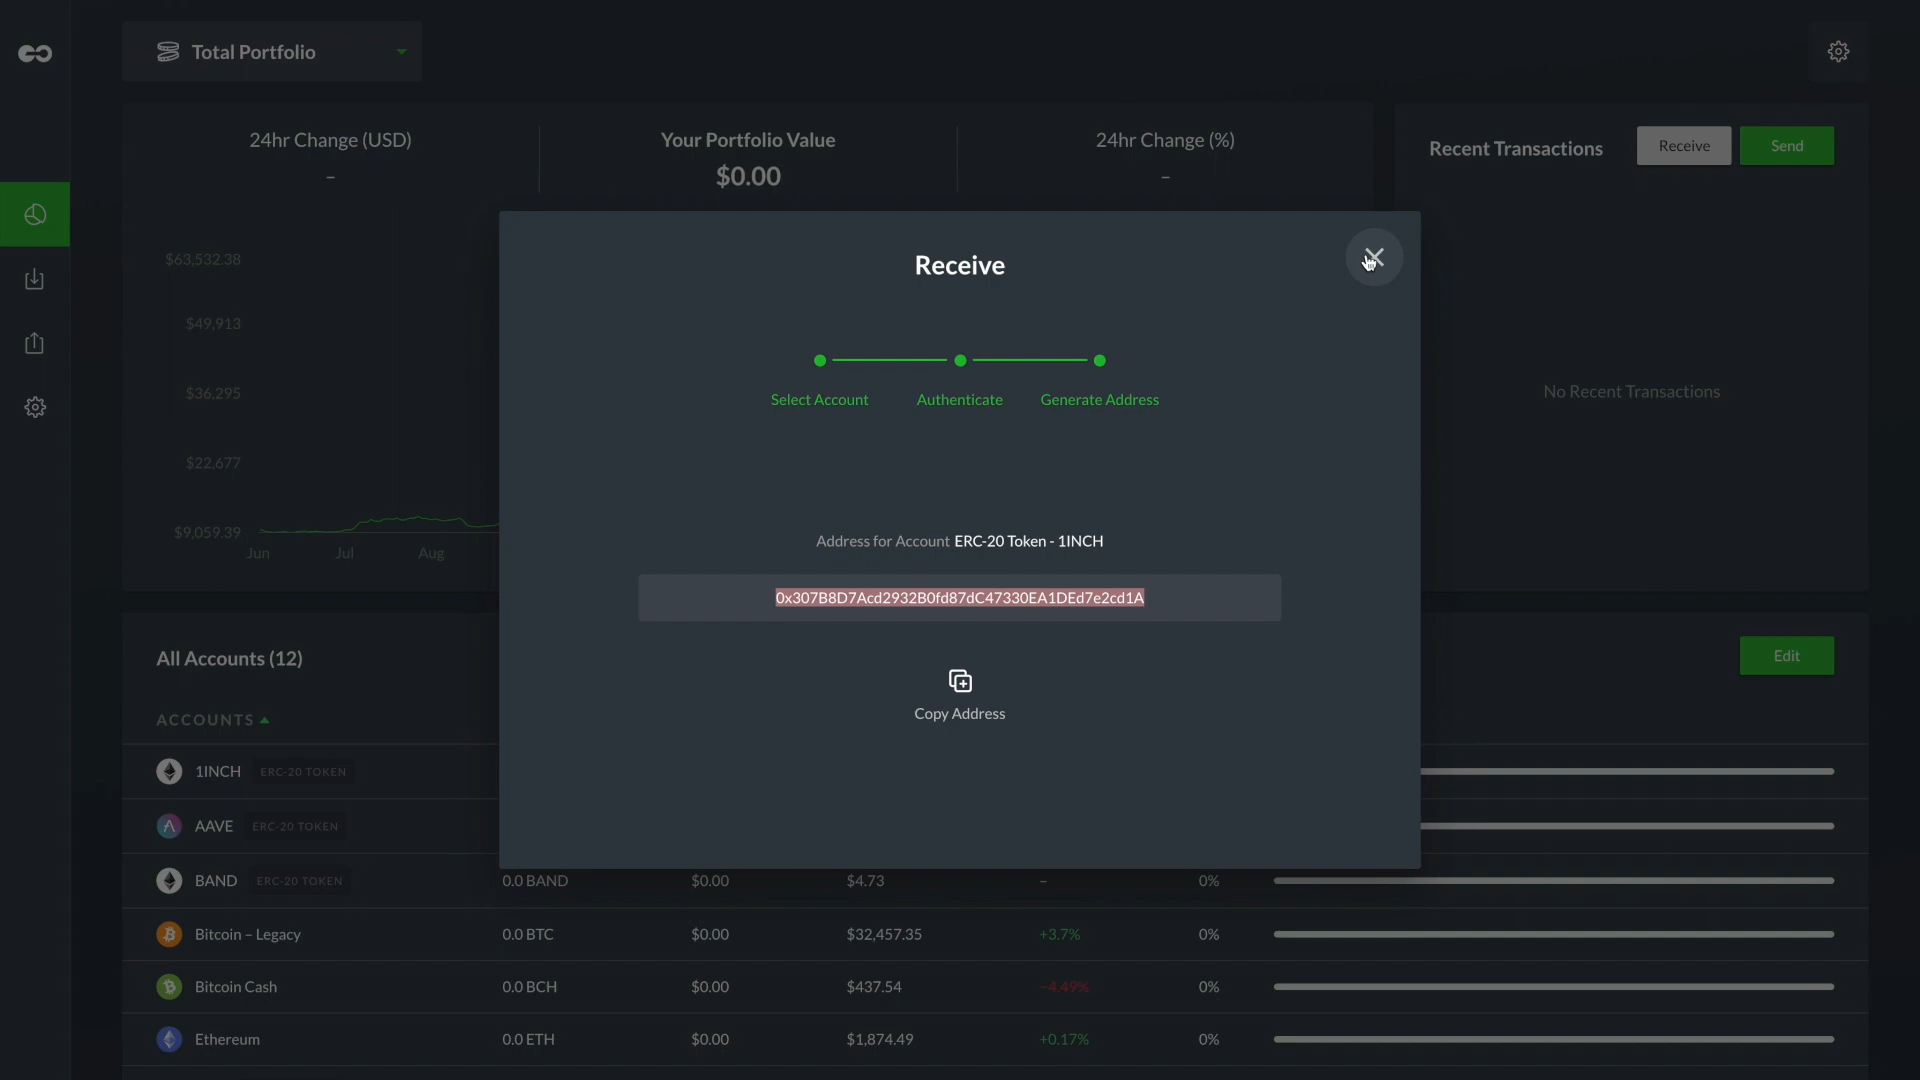 Total Portfolio
24hr Change (USD)
–
Your Portfolio Value
$0.00
24hr Change (%)
–
Recent Transactions
Receive
Send
$63,532.38
$49,913
$36,295
$22,677
$9,059.39
Jun
Jul
Aug
No Recent Transactions
Receive
Select Account
Authenticate
Generate Address
Address for Account ERC-20 Token - 1INCH
0x307B8D7Acd2932B0fd87dC47330EA1DEd7e2cd1A
Copy Address
All Accounts (12)
Edit
ACCOUNTS
1INCH ERC-20 TOKEN
AAVE ERC-20 TOKEN
BAND ERC-20 TOKEN 0.0 BAND $0.00 $4.73 – 0%
Bitcoin – Legacy 0.0 BTC $0.00 $32,457.35 +3.7% 0%
Bitcoin Cash 0.0 BCH $0.00 $437.54 −4.49% 0%
Ethereum 0.0 ETH $0.00 $1,874.49 +0.17% 0%